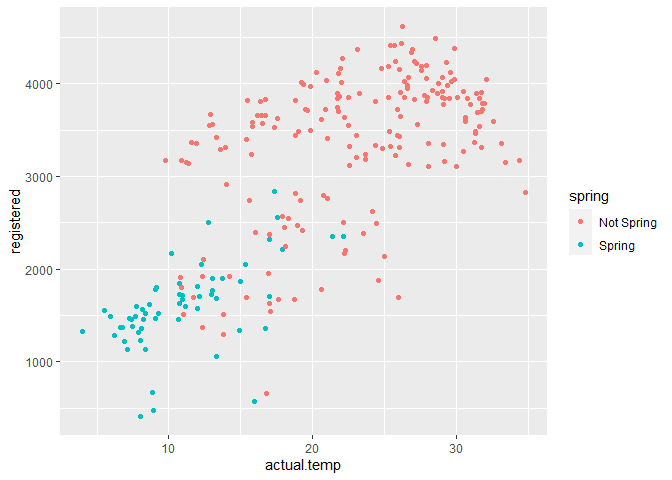 4000
3000
2000
1000
registered
10 20 30
actual.temp
spring
Not Spring
Spring